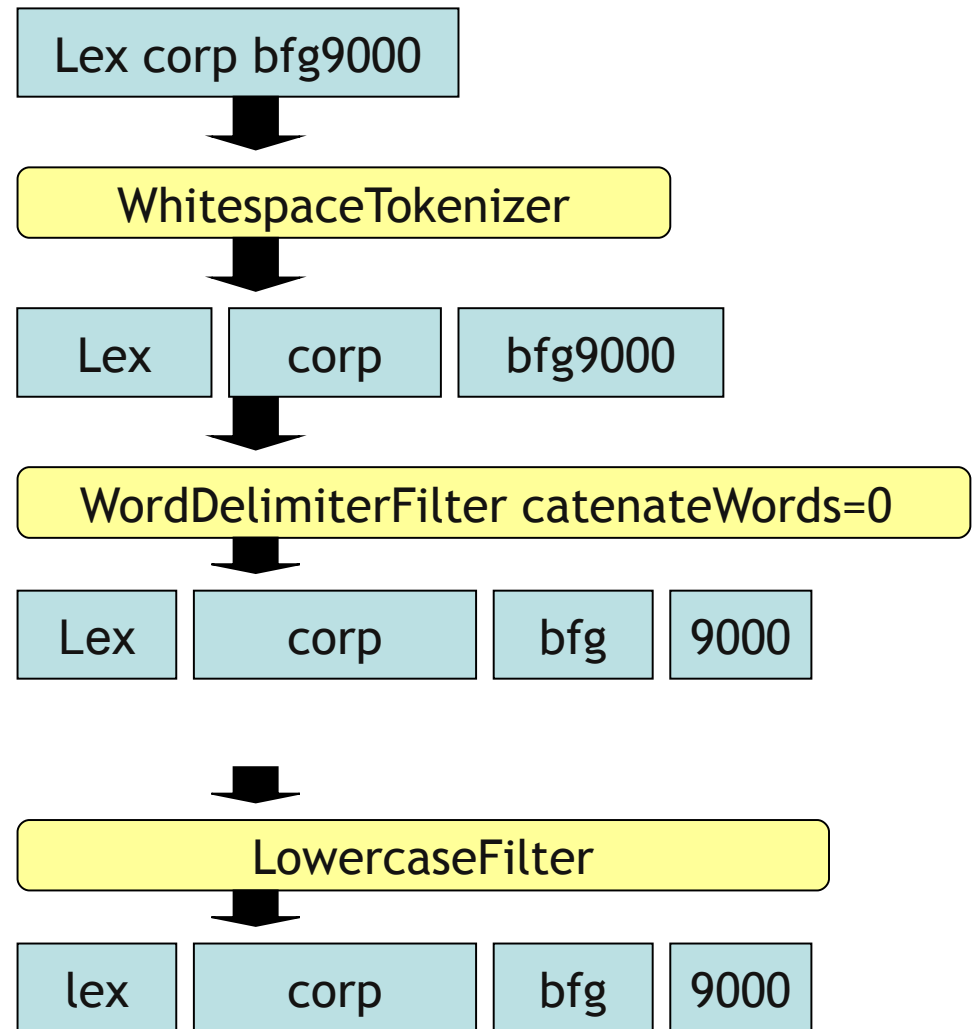 Lex corp bfg9000
WhitespaceTokenizer
Lex corp bfg9000
WordDelimiterFilter catenateWords=0
Lex corp bfg 9000
LowercaseFilter
lex corp bfg 9000